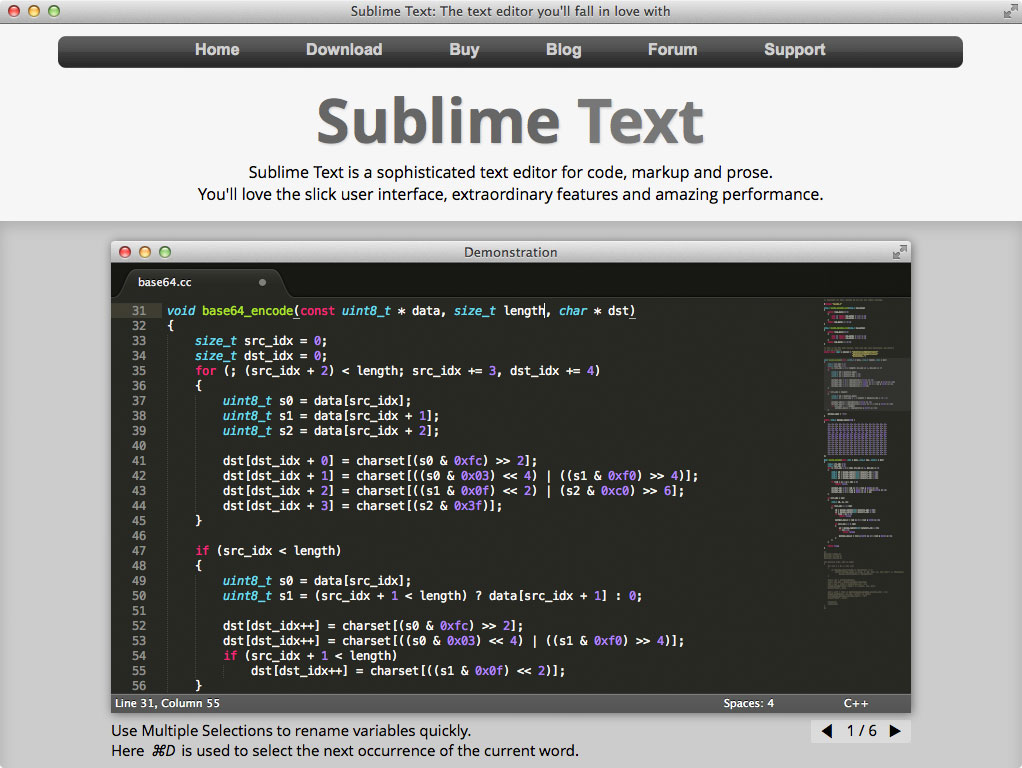 Sublime Text: The text editor you'll fall in love with
Home Download Buy Blog Forum Support
Sublime Text
Sublime Text is a sophisticated text editor for code, markup and prose.
You'll love the slick user interface, extraordinary features and amazing performance.
Demonstration
base64.cc
31 void base64_encode(const uint8_t * data, size_t length, char * dst)
32 {
33     size_t src_idx = 0;
34     size_t dst_idx = 0;
35     for (; (src_idx + 2) < length; src_idx += 3, dst_idx += 4)
36     {
37         uint8_t s0 = data[src_idx];
38         uint8_t s1 = data[src_idx + 1];
39         uint8_t s2 = data[src_idx + 2];
40
41         dst[dst_idx + 0] = charset[(s0 & 0xfc) >> 2];
42         dst[dst_idx + 1] = charset[((s0 & 0x03) << 4) | ((s1 & 0xf0) >> 4)];
43         dst[dst_idx + 2] = charset[((s1 & 0x0f) << 2) | (s2 & 0xc0) >> 6];
44         dst[dst_idx + 3] = charset[(s2 & 0x3f)];
45     }
46
47     if (src_idx < length)
48     {
49         uint8_t s0 = data[src_idx];
50         uint8_t s1 = (src_idx + 1 < length) ? data[src_idx + 1] : 0;
51
52         dst[dst_idx++] = charset[(s0 & 0xfc) >> 2];
53         dst[dst_idx++] = charset[((s0 & 0x03) << 4) | ((s1 & 0xf0) >> 4)];
54         if (src_idx + 1 < length)
55             dst[dst_idx++] = charset[((s1 & 0x0f) << 2)];
56     }
Line 31, Column 55 Spaces: 4 C++
Use Multiple Selections to rename variables quickly.
Here ⌘D is used to select the next occurrence of the current word.
◀ 1 / 6 ▶